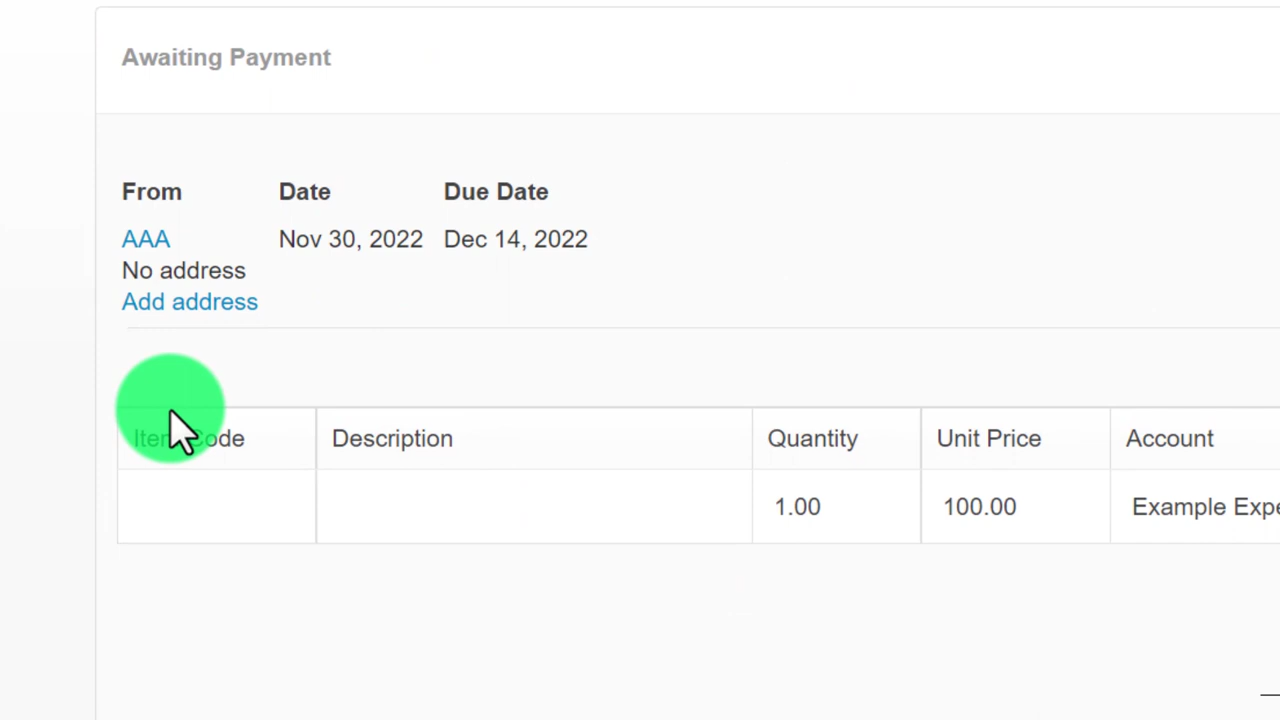 Awaiting Payment
From Date Due Date
AAA Nov 30, 2022 Dec 14, 2022
No address
Add address
Item Code Description Quantity Unit Price Account
1.00 100.00 Example Expe